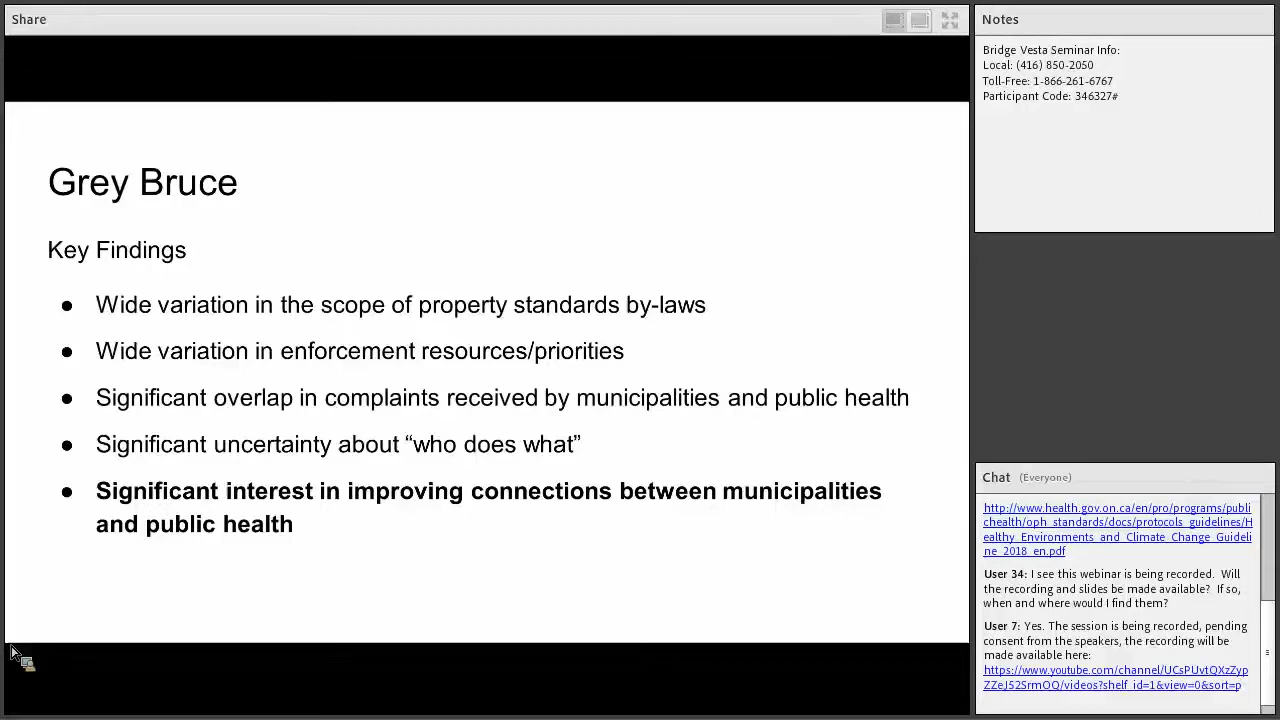 Share
Grey Bruce
Key Findings
● Wide variation in the scope of property standards by-laws
● Wide variation in enforcement resources/priorities
● Significant overlap in complaints received by municipalities and public health
● Significant uncertainty about “who does what”
● Significant interest in improving connections between municipalities
and public health
Notes
Bridge Vesta Seminar Info:
Local: (416) 850-2050
Toll-Free: 1-866-261-6767
Participant Code: 346327#
Chat (Everyone)
http://www.health.gov.on.ca/en/pro/programs/publi
chealth/oph_standards/docs/protocols_guidelines/H
ealthy_Environments_and_Climate_Change_Guideli
ne_2018_en.pdf
User 34: I see this webinar is being recorded. Will
the recording and slides be made available? If so,
when and where would I find them?
User 7: Yes. The session is being recorded, pending
consent from the speakers, the recording will be
made available here:
https://www.youtube.com/channel/UCsPUvtQXzZyp
ZZeJ52SrmOQ/videos?shelf_id=1&view=0&sort=p